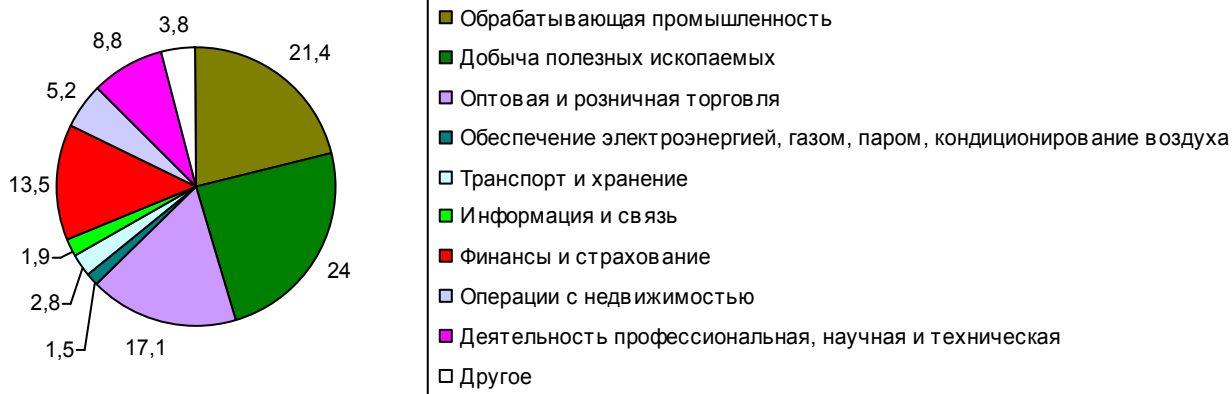 3,8
8,8
21,4
5,2
13,5
1,9
2,8
1,5
17,1
24
Обрабатывающая промышленность
Добыча полезных ископаемых
Оптовая и розничная торговля
Обеспечение электроэнергией, газом, паром, кондиционирование воздуха
Транспорт и хранение
Информация и связь
Финансы и страхование
Операции с недвижимостью
Деятельность профессиональная, научная и техническая
Другое